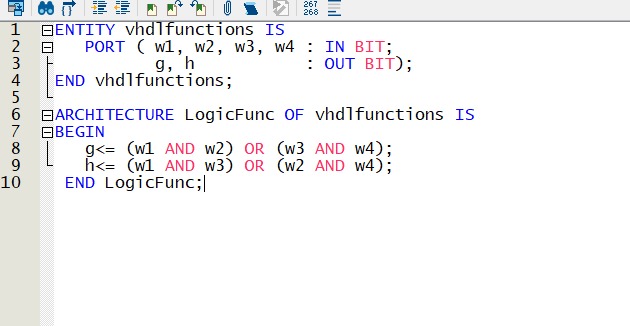 267
268
1 ENTITY vhdlfunctions IS
2 PORT ( w1, w2, w3, w4 : IN BIT;
3 g, h : OUT BIT);
4 END vhdlfunctions;
5
6 ARCHITECTURE LogicFunc OF vhdlfunctions IS
7 BEGIN
8 g<= (w1 AND w2) OR (w3 AND w4);
9 h<= (w1 AND w3) OR (w2 AND w4);
10 END LogicFunc;